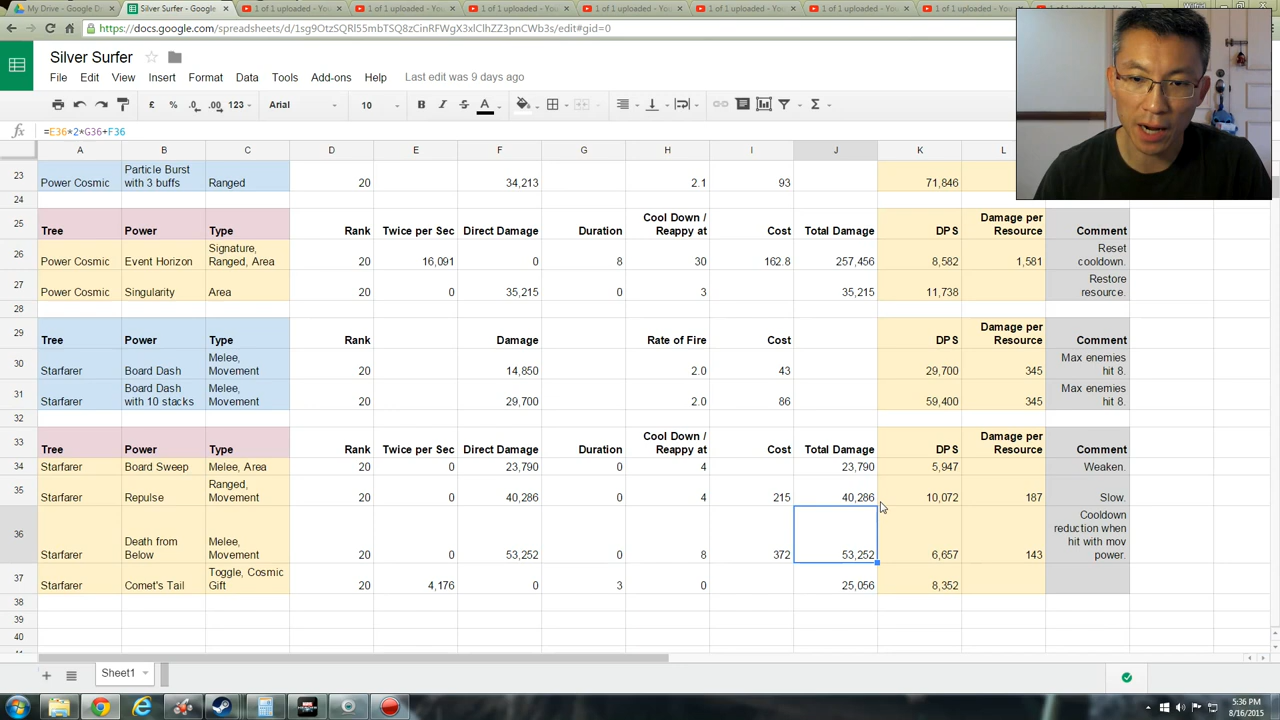 My Drive - Google D
Silver Surfer - Google
1 of 1 uploaded - You
1 of 1 uploaded - You
1 of 1 uploaded - You
1 of 1 uploaded - You
1 of 1 uploaded - You
1 of 1 uploaded - You
1 of 1 uploaded - You
Silver Surfer
File Edit View Insert Format Data Tools Add-ons Help Last edit was 9 days ago
£ % .0 .00 123 Arial 10 B I S A Σ
fx =E36*2*G36+F36
A B C D E F G H I J K L
23 Power Cosmic Particle Burst with 3 buffs Ranged 20 34,213 2.1 93 71,846
24
25 Tree Power Type Rank Twice per Sec Direct Damage Duration Cool Down / Reappy at Cost Total Damage DPS Damage per Resource Comment
26 Power Cosmic Event Horizon Signature, Ranged, Area 20 16,091 0 8 30 162.8 257,456 8,582 1,581 Reset cooldown.
27 Power Cosmic Singularity Area 20 0 35,215 0 3 35,215 11,738 Restore resource.
28
29 Tree Power Type Rank Damage Rate of Fire Cost DPS Damage per Resource Comment
30 Starfarer Board Dash Melee, Movement 20 14,850 2.0 43 29,700 345 Max enemies hit 8.
31 Starfarer Board Dash with 10 stacks Melee, Movement 20 29,700 2.0 86 59,400 345 Max enemies hit 8.
32
33 Tree Power Type Rank Twice per Sec Direct Damage Duration Cool Down / Reappy at Cost Total Damage DPS Damage per Resource Comment
34 Starfarer Board Sweep Melee, Area 20 0 23,790 0 4 23,790 5,947 Weaken.
35 Starfarer Repulse Ranged, Movement 20 0 40,286 0 4 215 40,286 10,072 187 Slow.
36 Starfarer Death from Below Melee, Movement 20 0 53,252 0 8 372 53,252 6,657 143 Cooldown reduction when hit with mov power.
37 Starfarer Comet's Tail Toggle, Cosmic Gift 20 4,176 0 3 0 25,056 8,352
38
39
40
Sheet1
5:36 PM
8/16/2015